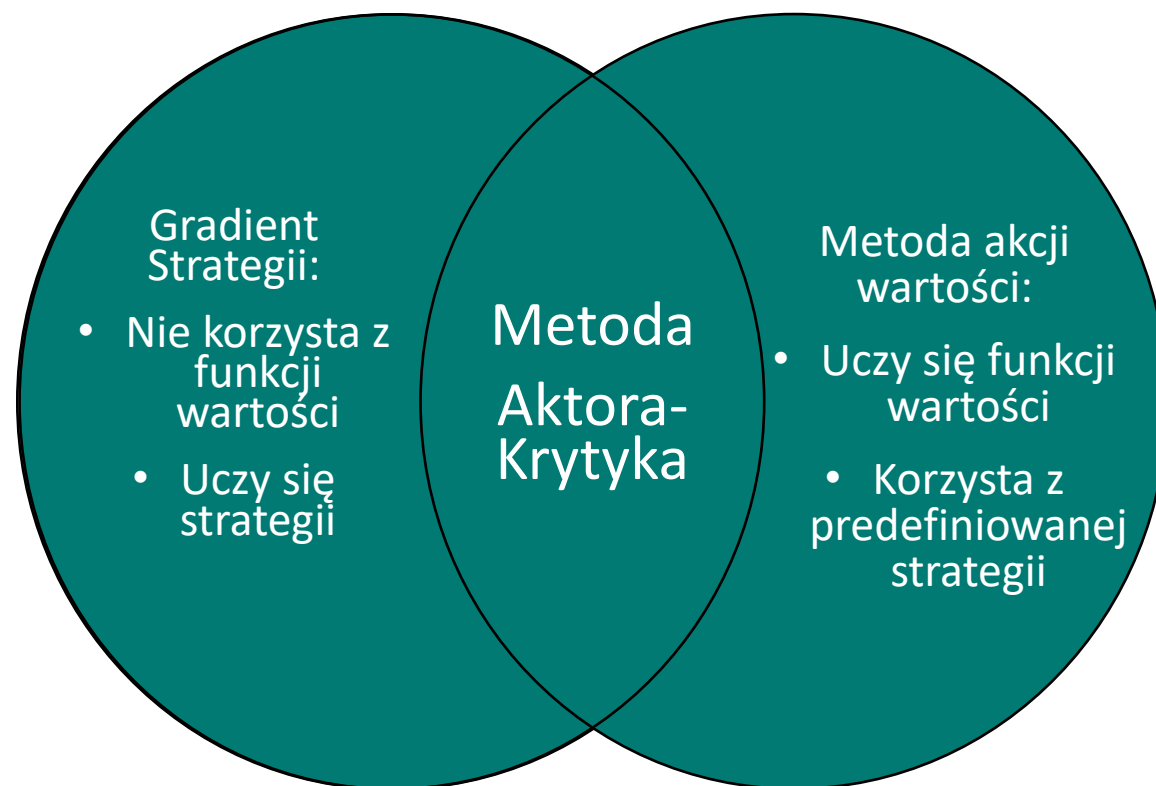 Gradient
Strategii:
• Nie korzysta z
funkcji
wartości
• Uczy się
strategii
Metoda
Aktora-
Krytyka
Metoda akcji
wartości:
• Uczy się funkcji
wartości
• Korzysta z
predefiniowanej
strategii